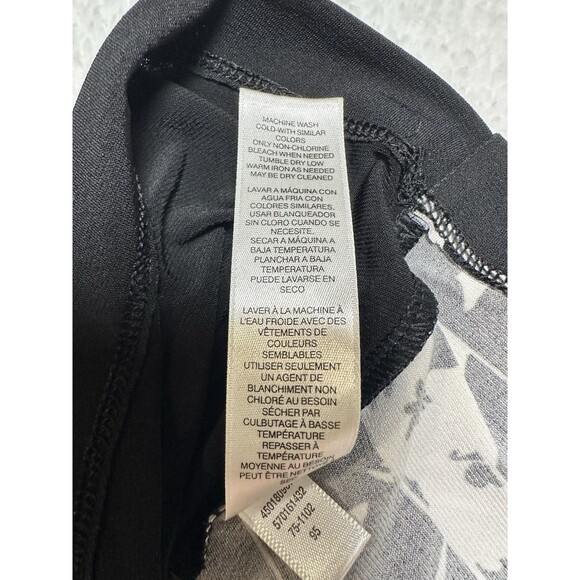 MACHINE WASH
COLD-WITH SIMILAR
COLORS
ONLY NON-CHLORINE
BLEACH WHEN NEEDED
TUMBLE DRY LOW
WARM IRON AS NEEDED
MAY BE DRY CLEANED
LAVAR A MÁQUINA CON
AGUA FRIA CON
COLORES SIMILARES.
USAR BLANQUEADOR
SIN CLORO CUANDO SE
NECESITE.
SECAR A MÁQUINA A
BAJA TEMPERATURA
PLANCHAR A BAJA
TEMPERATURA
PUEDE LAVARSE EN
SECO
LAVER À LA MACHINE À
L'EAU FROIDE AVEC DES
VÊTEMENTS DE
COULEURS
SEMBLABLES
UTILISER SEULEMENT
UN AGENT DE
BLANCHIMENT NON
CHLORÉ AU BESOIN
SÉCHER PAR
CULBUTAGE À BASSE
TEMPÉRATURE
REPASSER À
TEMPÉRATURE
MOYENNE AU BESOIN
PEUT ÊTRE
570161432
75-1102
95